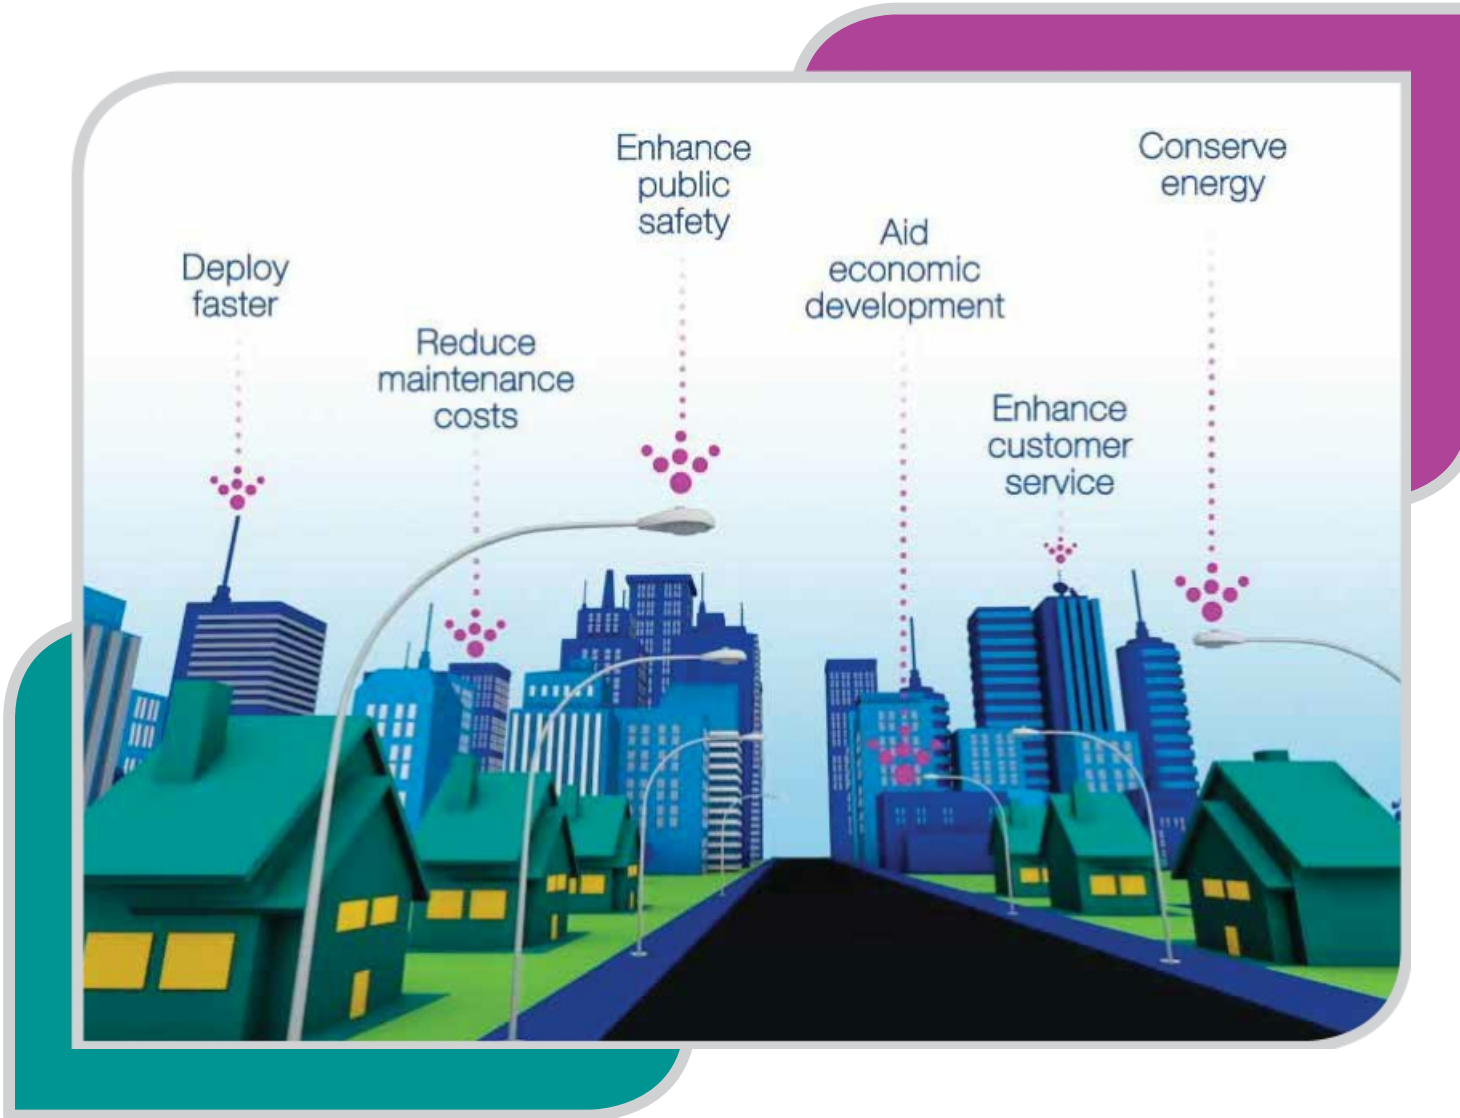 Deploy
faster
Reduce
maintenance
costs
Enhance
public
safety
Aid
economic
development
Enhance
customer
service
Conserve
energy